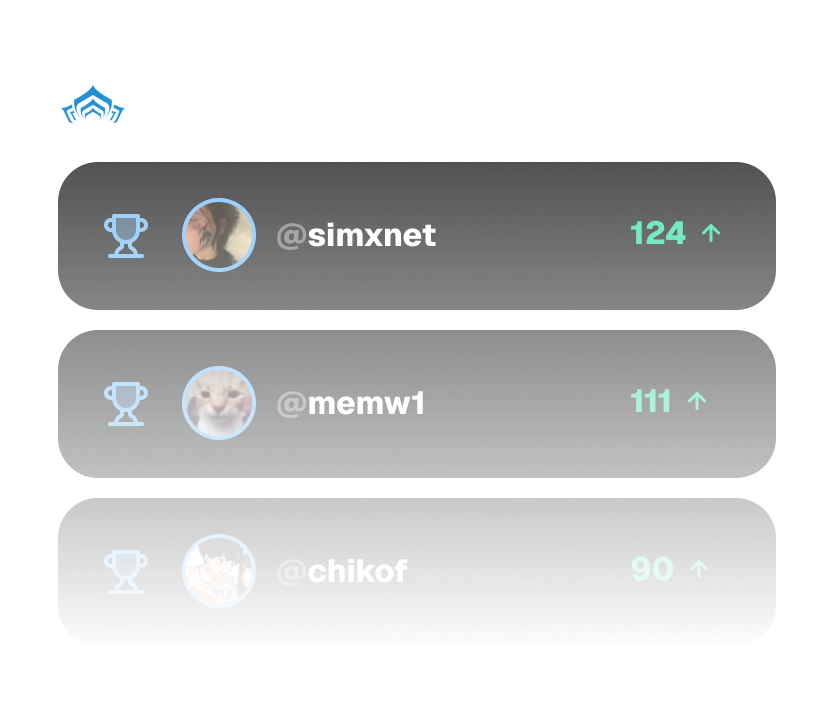 @simxnet 124 ↑
@memw1 111 ↑
@chikof 90 ↑